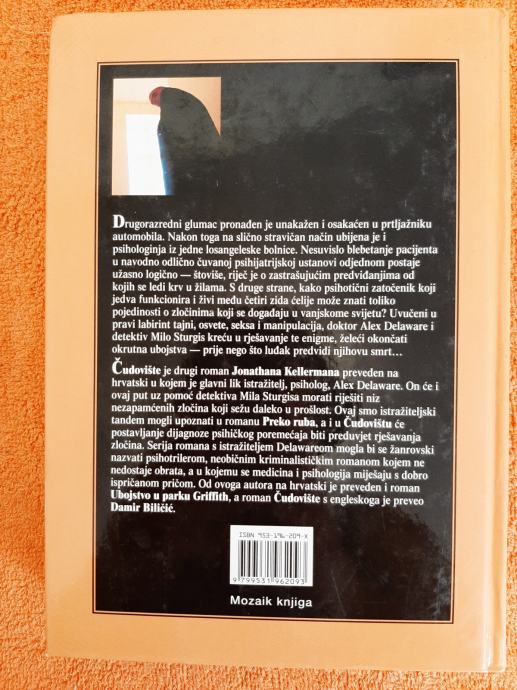 Drugorazredni glumac pronađen je unakažen i osakaćen u prtljažniku
automobila. Nakon toga na slično stravičan način ubijena je i
psihologinja iz jedne losangeleske bolnice. Nesuvislo blebetanje pacijenta
u navodno odlično čuvanoj psihijatrijskoj ustanovi odjednom postaje
užasno logično — štoviše, riječ je o zastrašujućim predviđanjima od
kojih se ledi krv u žilama. S druge strane, kako psihotični zatočenik koji
jedva funkcionira i živi među četiri zida ćelije može znati toliko
pojedinosti o zločinima koji se događaju u vanjskome svijetu? Uvučeni u
pravi labirint tajni, osvete, seksa i manipulacija, doktor Alex Delaware i
detektiv Milo Sturgis kreću u rješavanje te enigme, želeći okončati
okrutna ubojstva — prije nego što luđak predvidi njihovu smrt…
Čudovište je drugi roman Jonathana Kellermana preveden na
hrvatski u kojem je glavni lik istražitelj, psiholog, Alex Delaware. On će i
ovaj put uz pomoć detektiva Mila Sturgisa morati riješiti niz
nezapamćenih zločina koji sežu daleko u prošlost. Ovaj smo istražiteljski
tandem mogli upoznati u romanu Preko ruba, a i u Čudovištu će
postavljanje dijagnoze psihičkog poremećaja biti preduvjet rješavanja
zločina. Serija romana s istražiteljem Delawareom mogla bi se žanrovski
nazvati psihotrilerom, neobičnim kriminalističkim romanom kojem ne
nedostaje obrata, a u kojemu se medicina i psihologija miješaju s dobro
ispričanom pričom. Od ovoga autora na hrvatski je preveden i roman
Ubojstvo u parku Griffith, a roman Čudovište s engleskoga je preveo
Damir Biličić.
ISBN 953-196-209-X
9 799531 962093
Mozaik knjiga